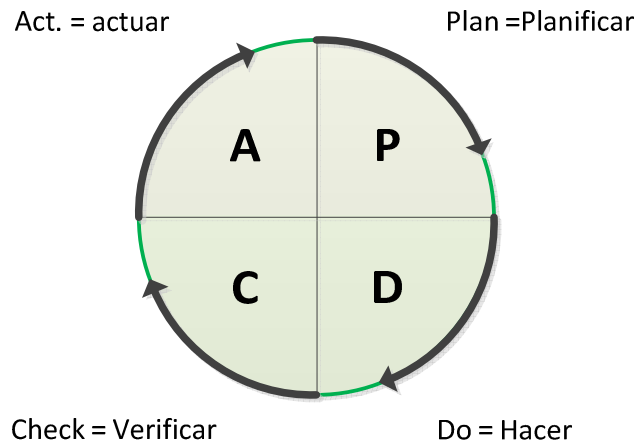 Act. = actuar
Plan =Planificar
A
P
C
D
Check = Verificar
Do = Hacer